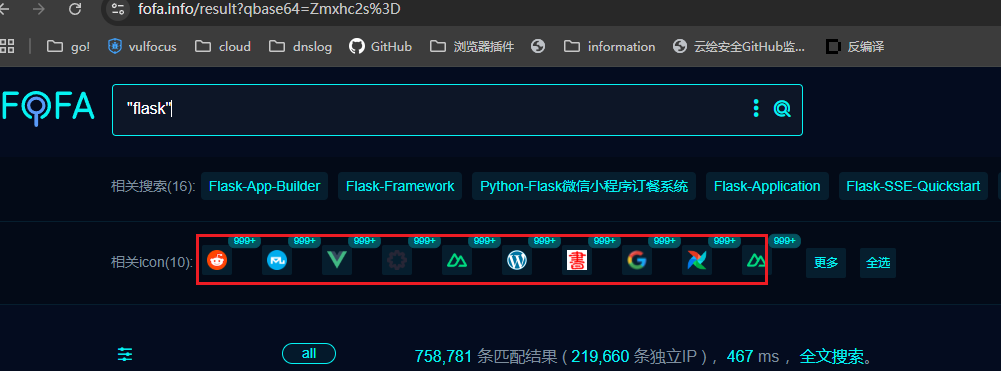 fofa.info/result?qbase64=Zmxhc2s%3D
go! vulfocus cloud dnslog GitHub 浏览器插件 information 云绘安全GitHub监... 反编译
FOFA "flask"
相关搜索(16): Flask-App-Builder Flask-Framework Python-Flask微信小程序订餐系统 Flask-Application Flask-SSE-Quickstart
999+ 999+ 999+ 999+ 999+ 999+ 999+ 999+ 999+ 999+
相关icon(10): 書 更多 全选
all 758,781 条匹配结果 ( 219,660 条独立IP ) ， 467 ms ， 全文搜索。